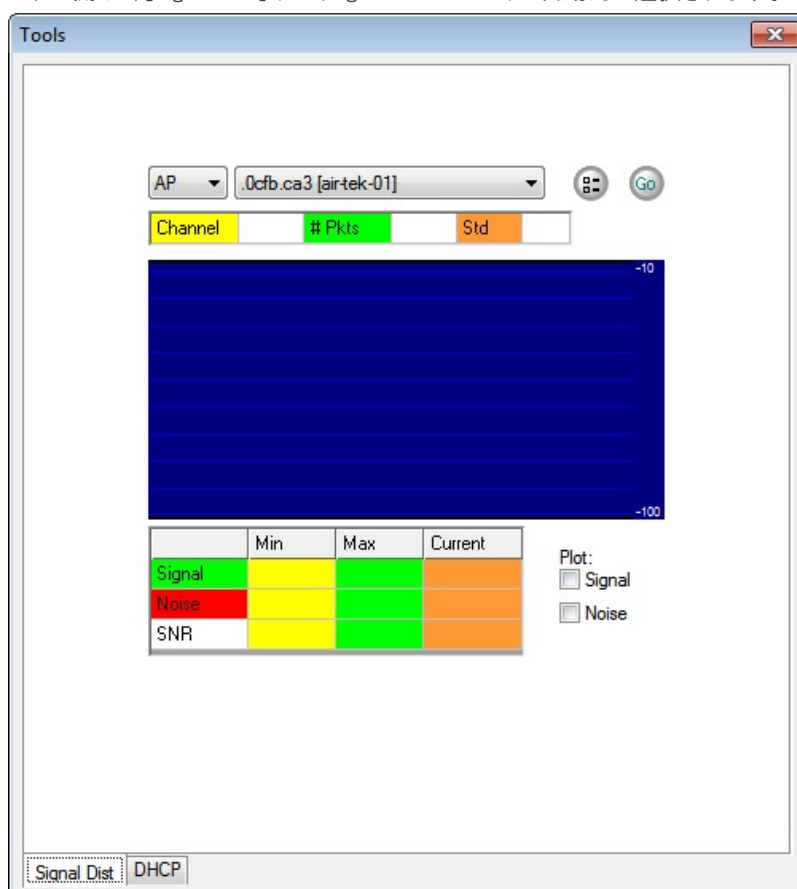 Tools
AP .0cfb.ca3 [air-tek-01] Go
Channel # Pkts Std
-10
-100
Min Max Current
Signal
Noise
SNR
Plot:
Signal
Noise
Signal Dist DHCP